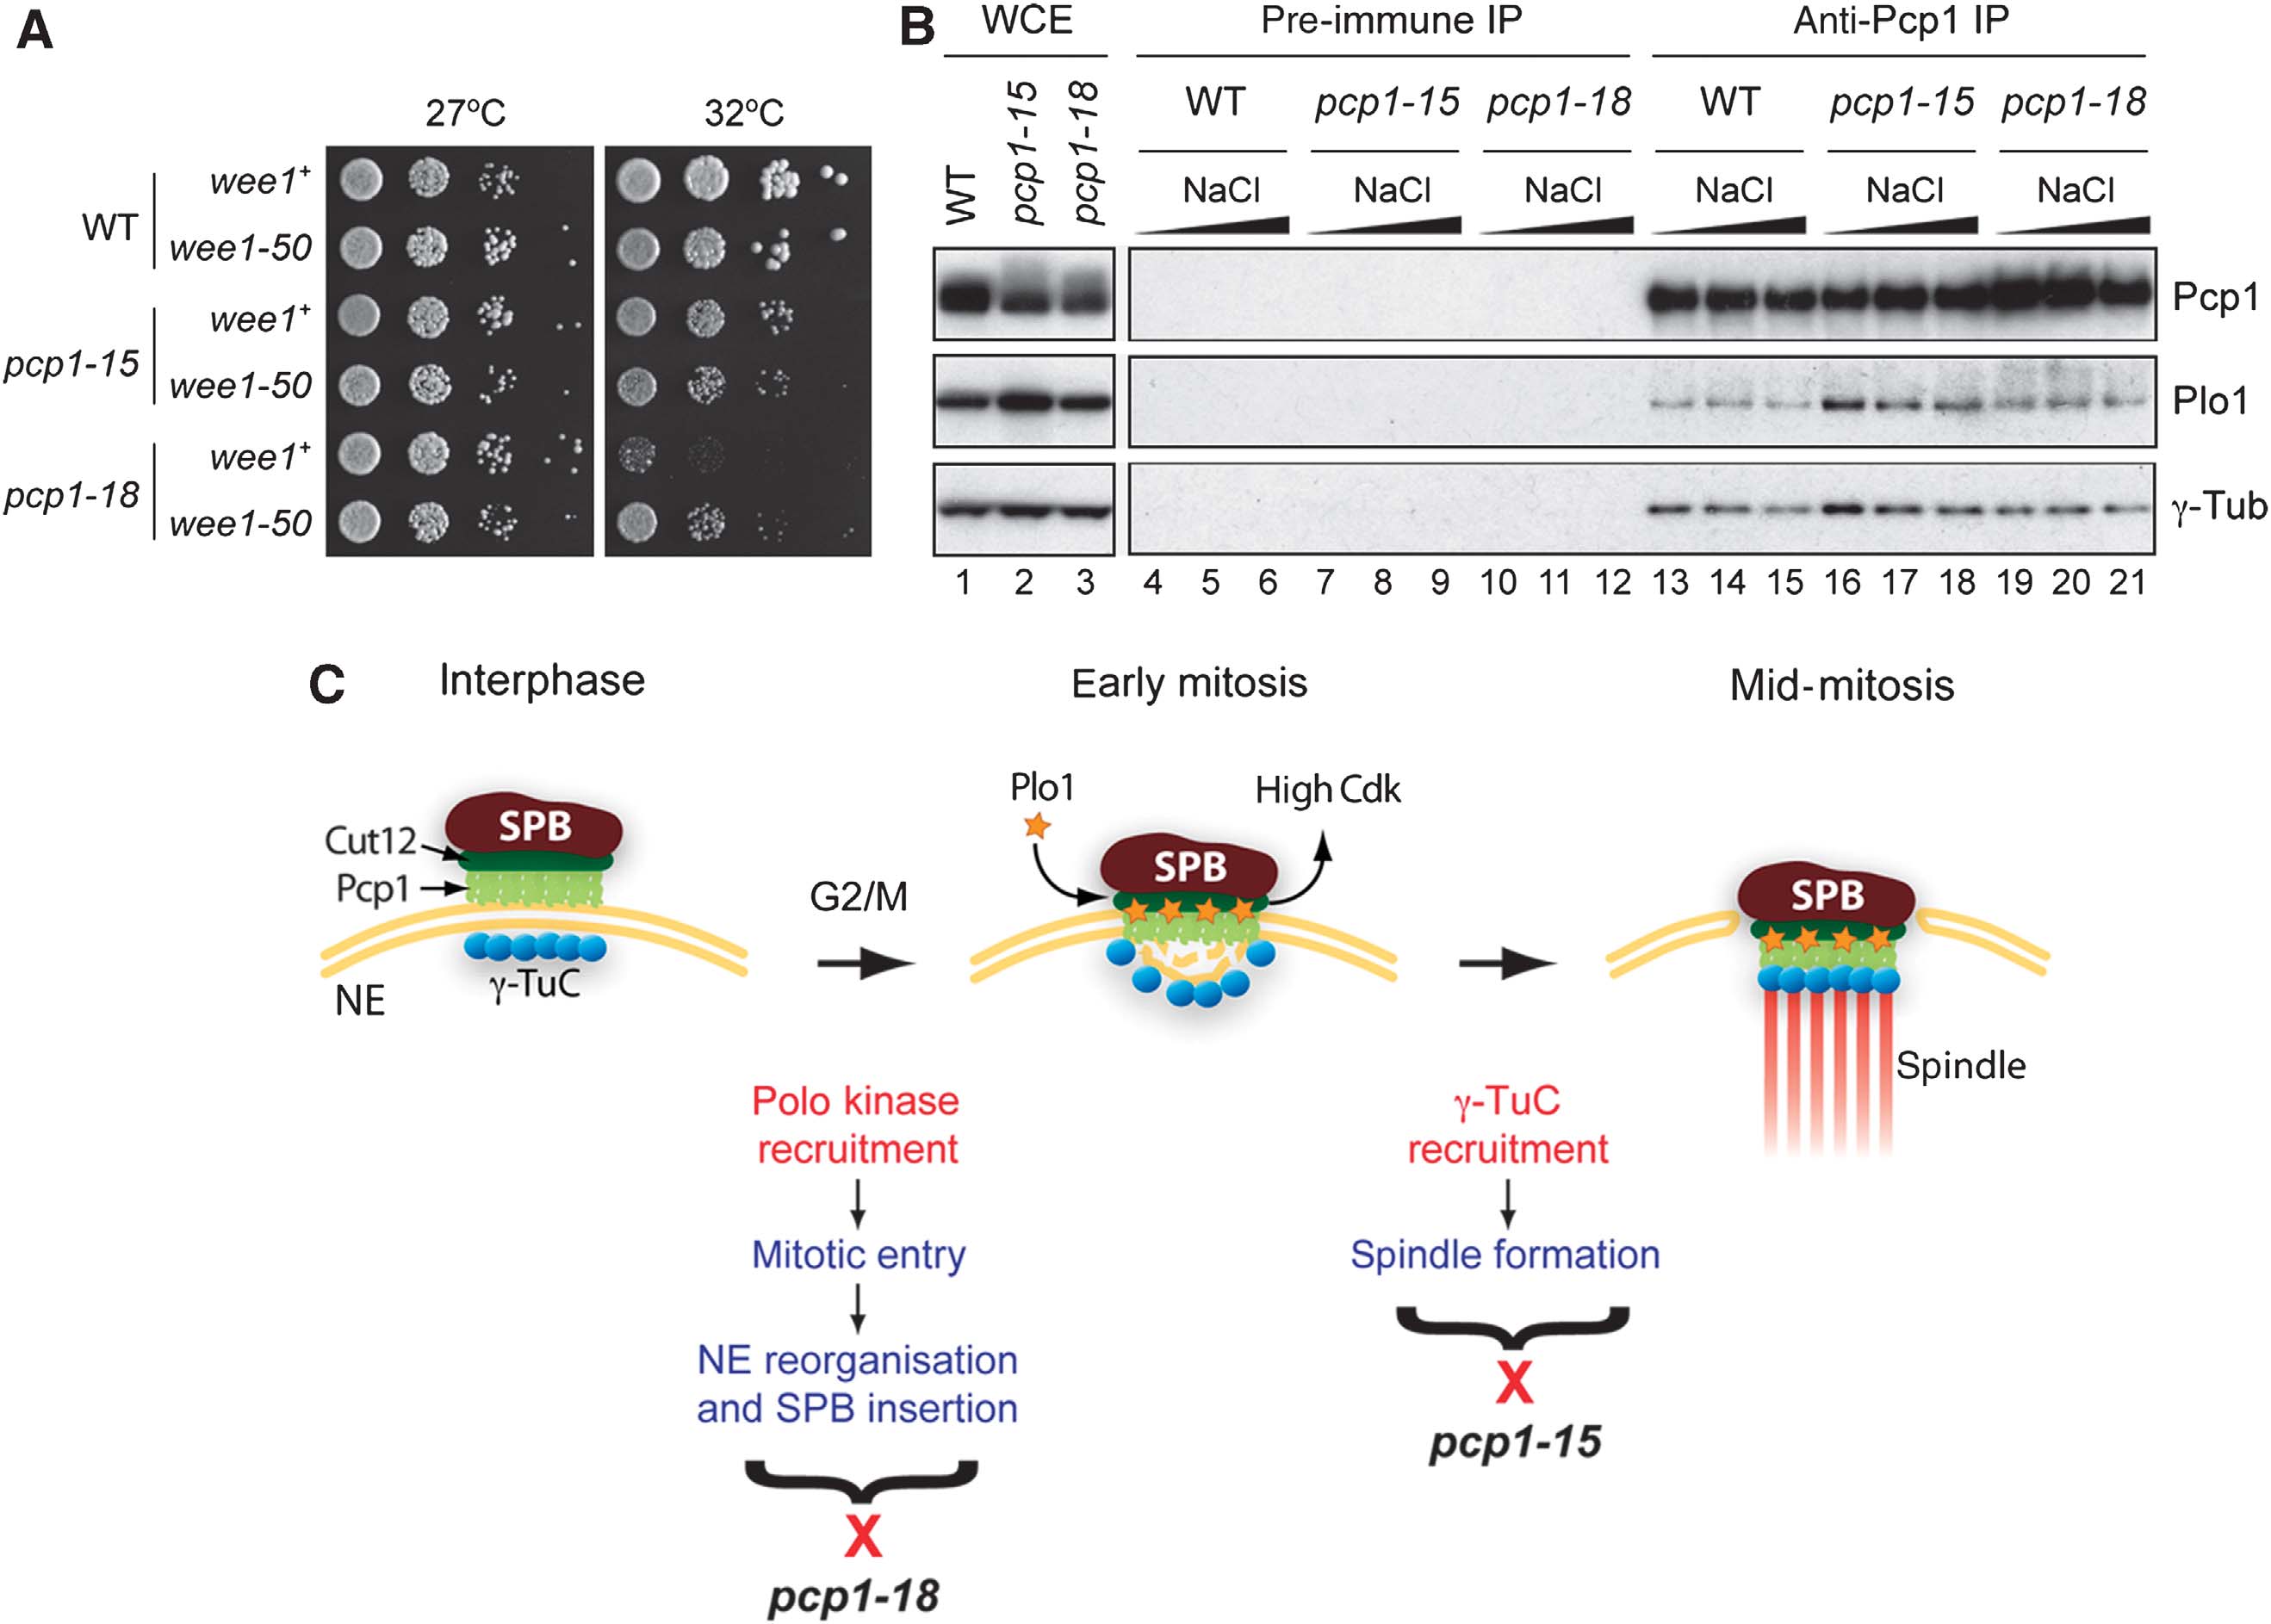 A
27ºC 32ºC
WT
wee1+
wee1-50
pcp1-15
wee1+
wee1-50
pcp1-18
wee1+
wee1-50
B
WCE Pre-immune IP Anti-Pcp1 IP
WT pcp1-15 pcp1-18
WT pcp1-15 pcp1-18 WT pcp1-15 pcp1-18
NaCl NaCl NaCl NaCl NaCl NaCl
Pcp1
Plo1
γ-Tub
1 2 3 4 5 6 7 8 9 10 11 12 13 14 15 16 17 18 19 20 21
C
Interphase Early mitosis Mid-mitosis
SPB
Cut12
Pcp1
γ-TuC
NE
G2/M
Plo1
High Cdk
SPB
SPB
Spindle
Polo kinase
recruitment
Mitotic entry
NE reorganisation
and SPB insertion
X
pcp1-18
γ-TuC
recruitment
Spindle formation
X
pcp1-15